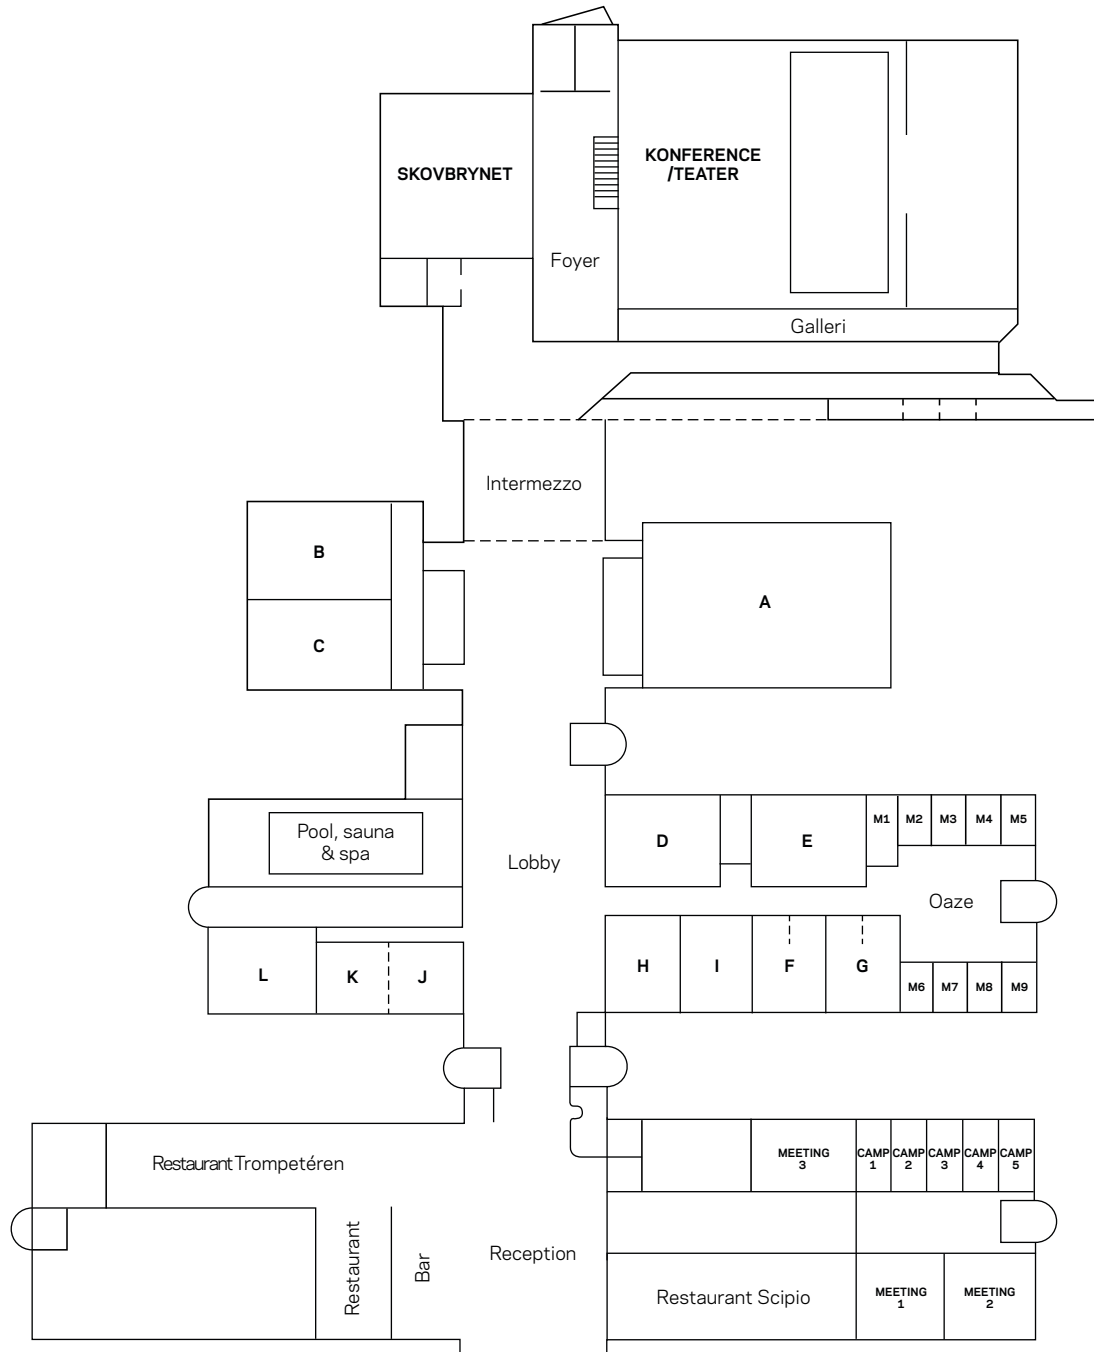 SKOVBRYNET
KONFERENCE
/TEATER
Foyer
Galleri
Intermezzo
B
A
C
Pool, sauna
& spa
Lobby
D
E
M1
M2
M3
M4
M5
Oaze
L
K
J
H
I
F
G
M6
M7
M8
M9
Restaurant Trompetéren
MEETING
3
CAMP
1
CAMP
2
CAMP
3
CAMP
4
CAMP
5
Restaurant
Bar
Reception
Restaurant Scipio
MEETING
1
MEETING
2